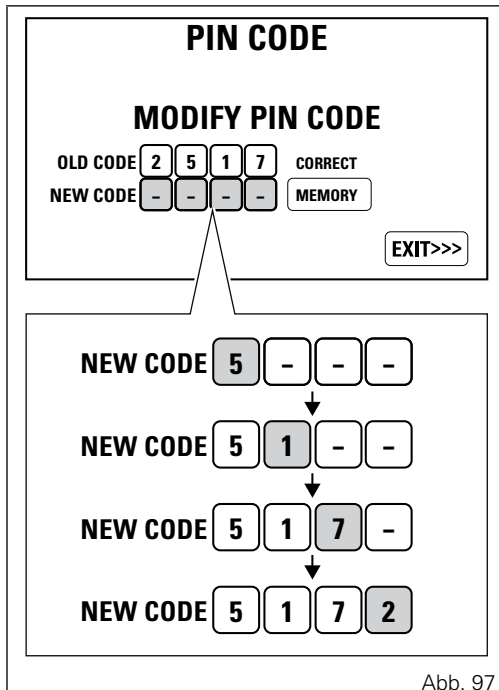 PIN CODE
MODIFY PIN CODE
OLD CODE 2 5 1 7 CORRECT
NEW CODE - - - - MEMORY
EXIT>>>
NEW CODE 5 - - -
NEW CODE 5 1 - -
NEW CODE 5 1 7 -
NEW CODE 5 1 7 2
Abb. 97